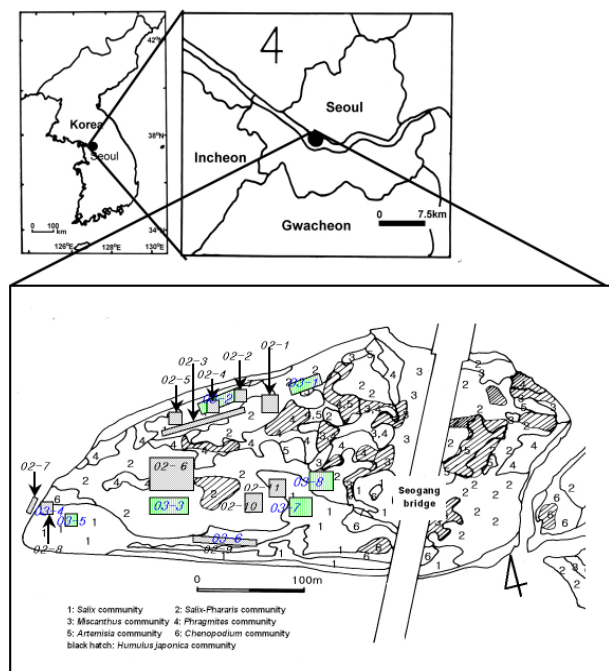 42°N
4
Seoul
Korea
38°N
Seoul
Incheon
Gwacheon
0 100
km
34°N
126°E 128°E 130°E
0 7.5km
02-1
02-2
02-3
02-4
02-5
03-1
03-2
02-6
02-7
03-8
02-11
03-4
03-3
02-10
03-7
Seogang
bridge
03-5
02-8
03-6
02-9
0 100m
4
1: Salix community 2: Salix-Phararis community
3: Miscanthus community 4: Phragmites community
5: Artemisia community 6: Chenopodium community
black hatch: Humulus japonica community